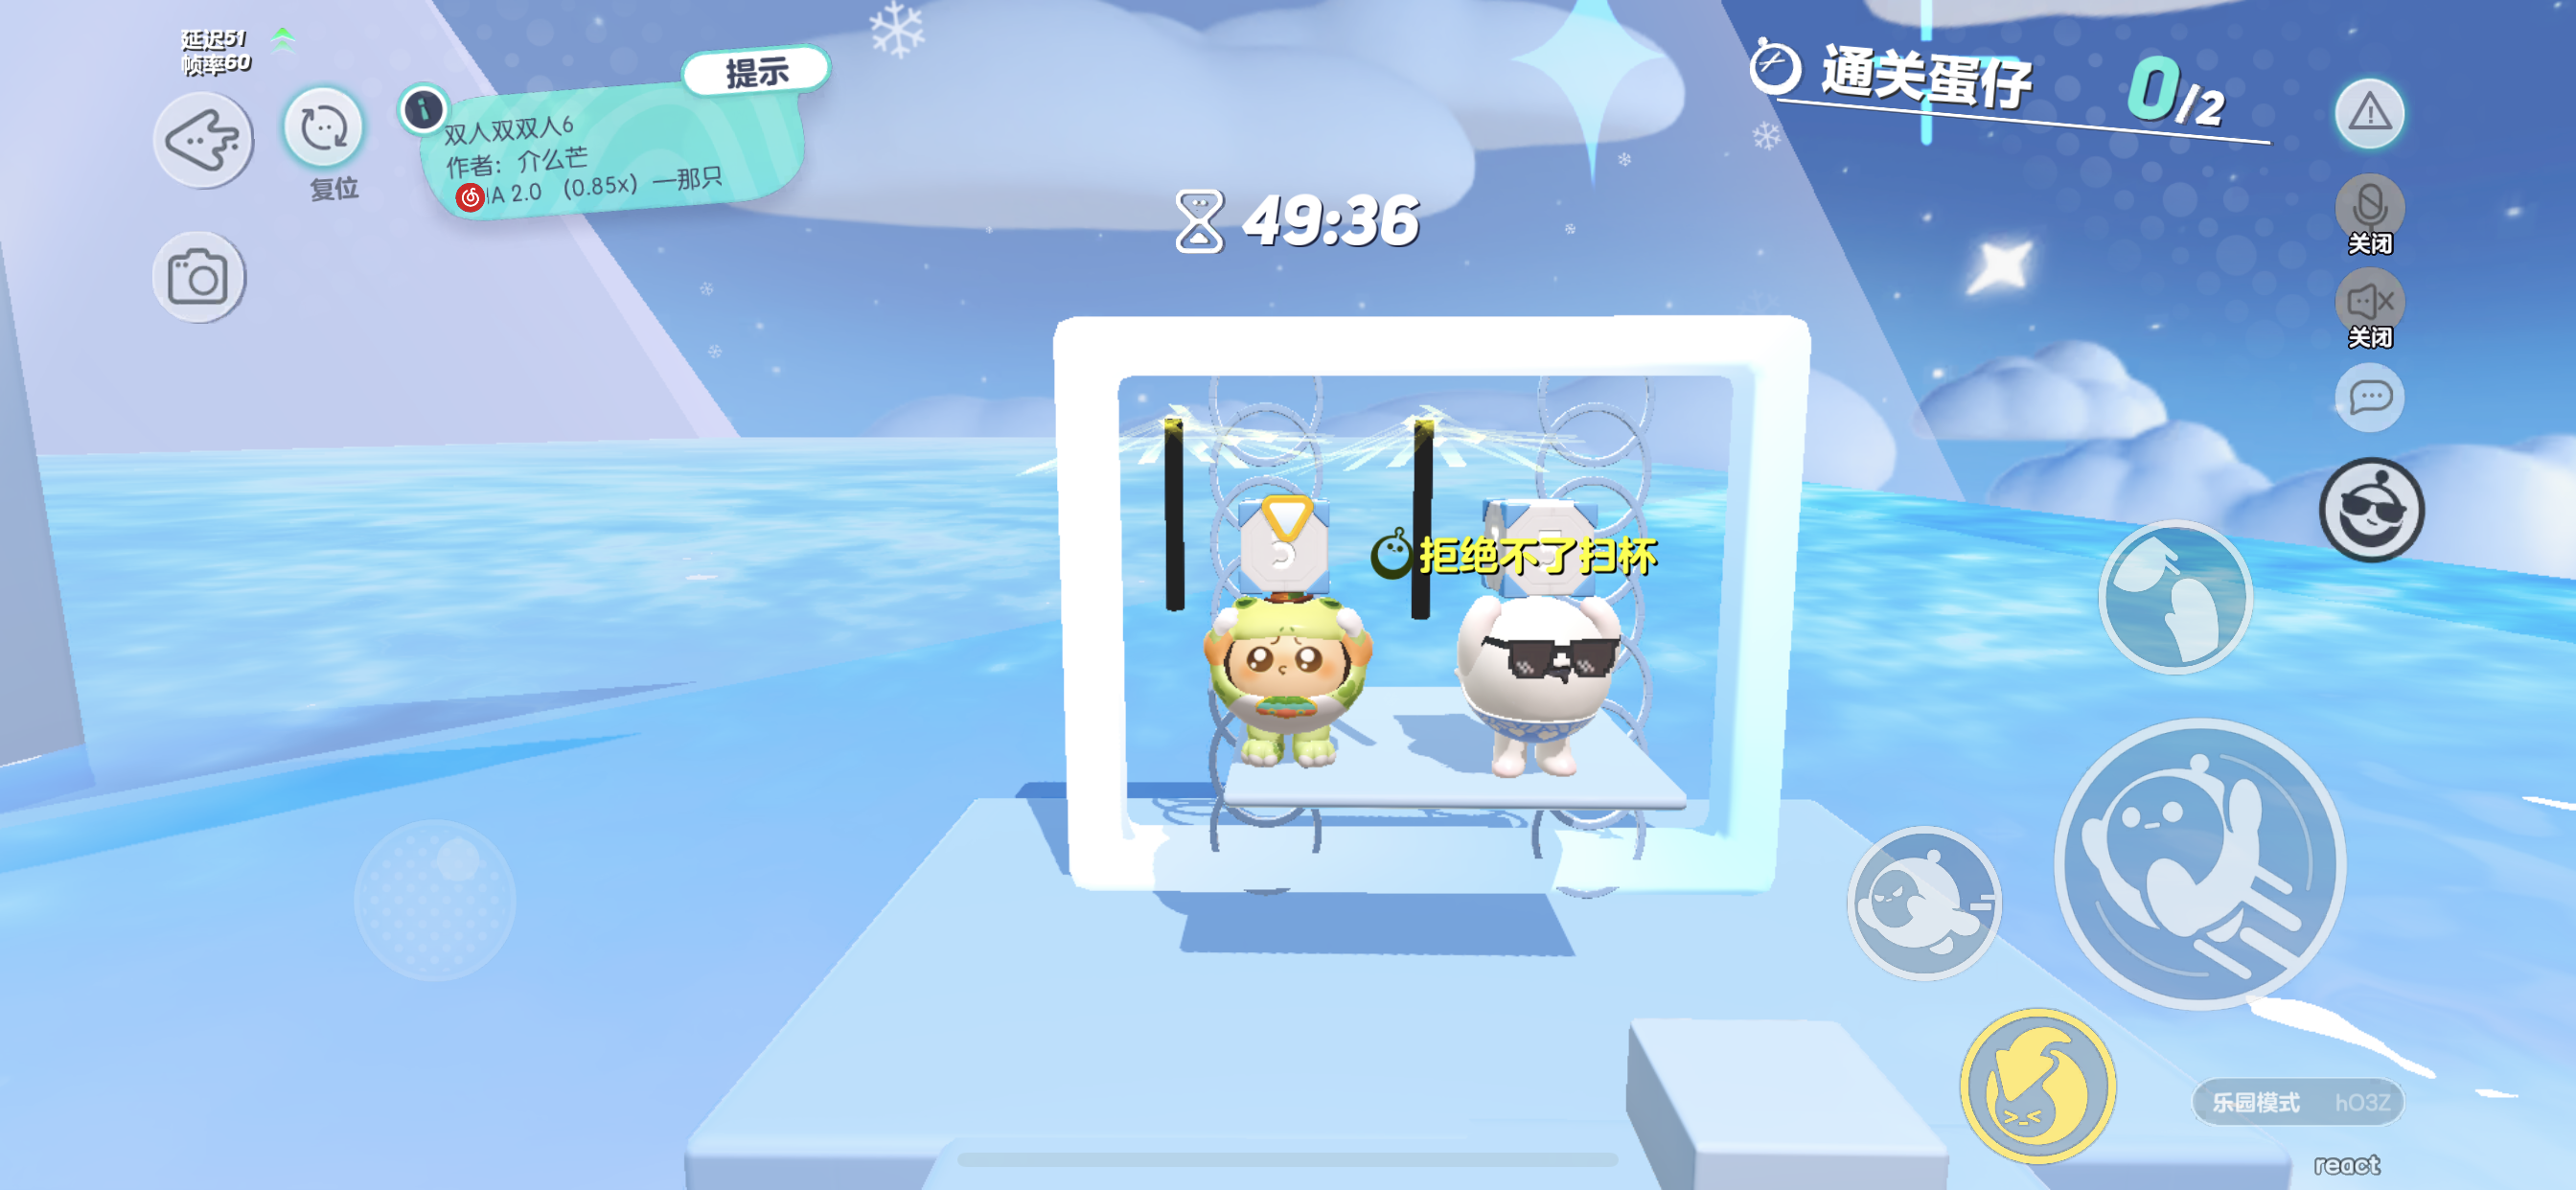 延迟51
帧率60
复位
提示
双人双双人6
作者：介么芒
IA 2.0 （0.85x） —那只
通关蛋仔 0/2
49:36
关闭
关闭
拒绝不了扫杯
乐园模式 hO3Z
react